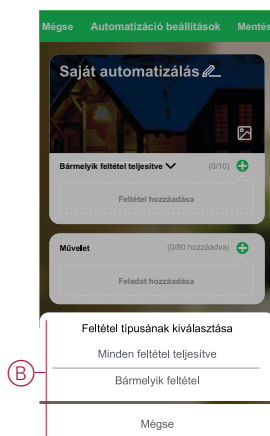 Mégse Automatizáció beállítások Mentés
Saját automatizálás
Bármelyik feltétel teljesítve (0/10)
Feltétel hozzáadása
Művelet (0/80 hozzáadva)
Feladat hozzáadása
Feltétel típusának kiválasztása
Minden feltétel teljesítve
B
Bármelyik feltétel
Mégse